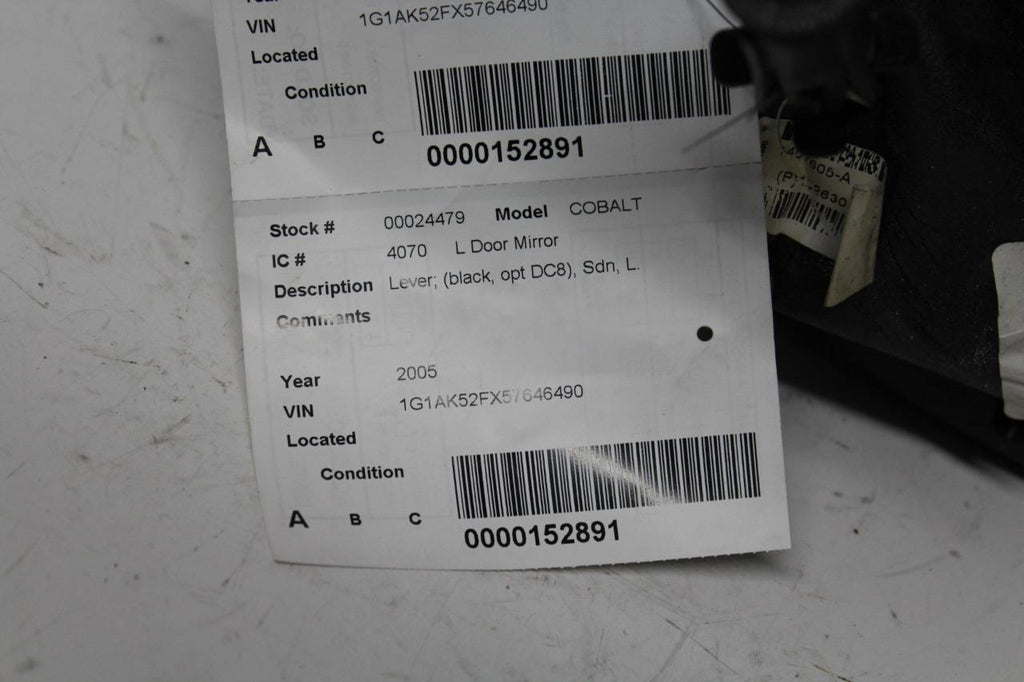 VIN 1G1AK52FX57646490
Located
Condition
A B C
0000152891
Stock # 00024479 Model COBALT
IC # 4070 L Door Mirror
Description Lever; (black, opt DC8), Sdn, L.
Comments
Year 2005
VIN 1G1AK52FX57646490
Located
Condition
A B C
0000152891